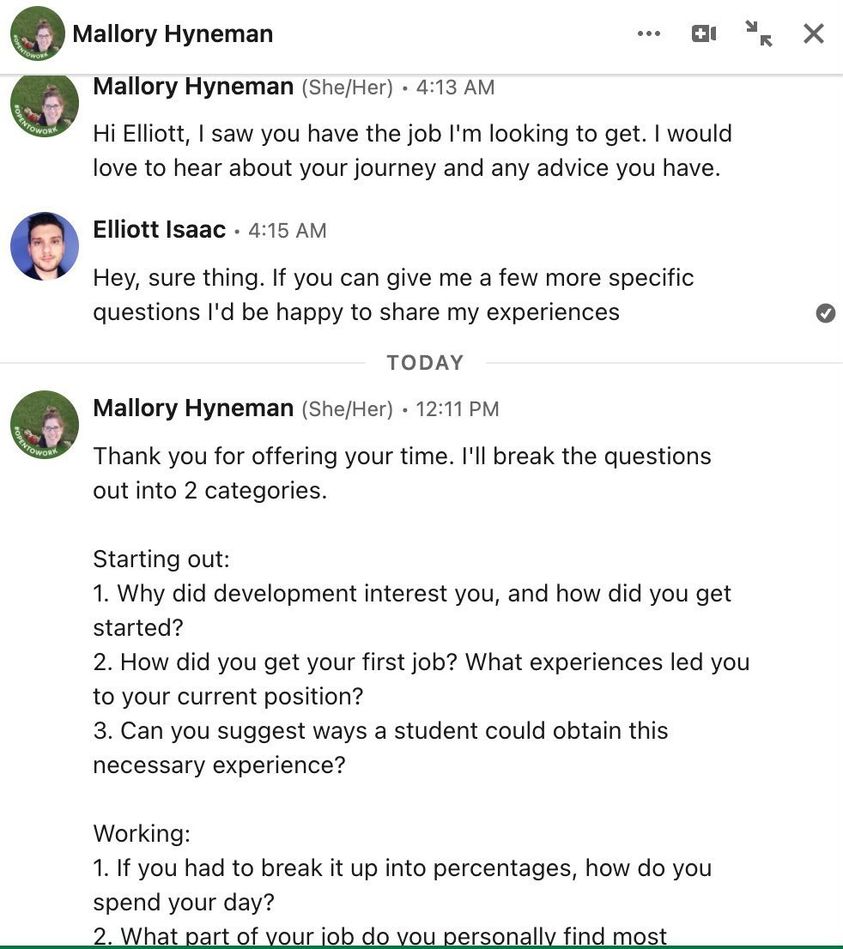 Mallory Hyneman
Mallory Hyneman (She/Her) • 4:13 AM
Hi Elliott, I saw you have the job I'm looking to get. I would
love to hear about your journey and any advice you have.
Elliott Isaac • 4:15 AM
Hey, sure thing. If you can give me a few more specific
questions I'd be happy to share my experiences
TODAY
Mallory Hyneman (She/Her) • 12:11 PM
Thank you for offering your time. I'll break the questions
out into 2 categories.
Starting out:
1. Why did development interest you, and how did you get
started?
2. How did you get your first job? What experiences led you
to your current position?
3. Can you suggest ways a student could obtain this
necessary experience?
Working:
1. If you had to break it up into percentages, how do you
spend your day?
2. What part of your job do you personally find most
#OPENTOWORK
#OPENTOWORK
#OPENTOWORK